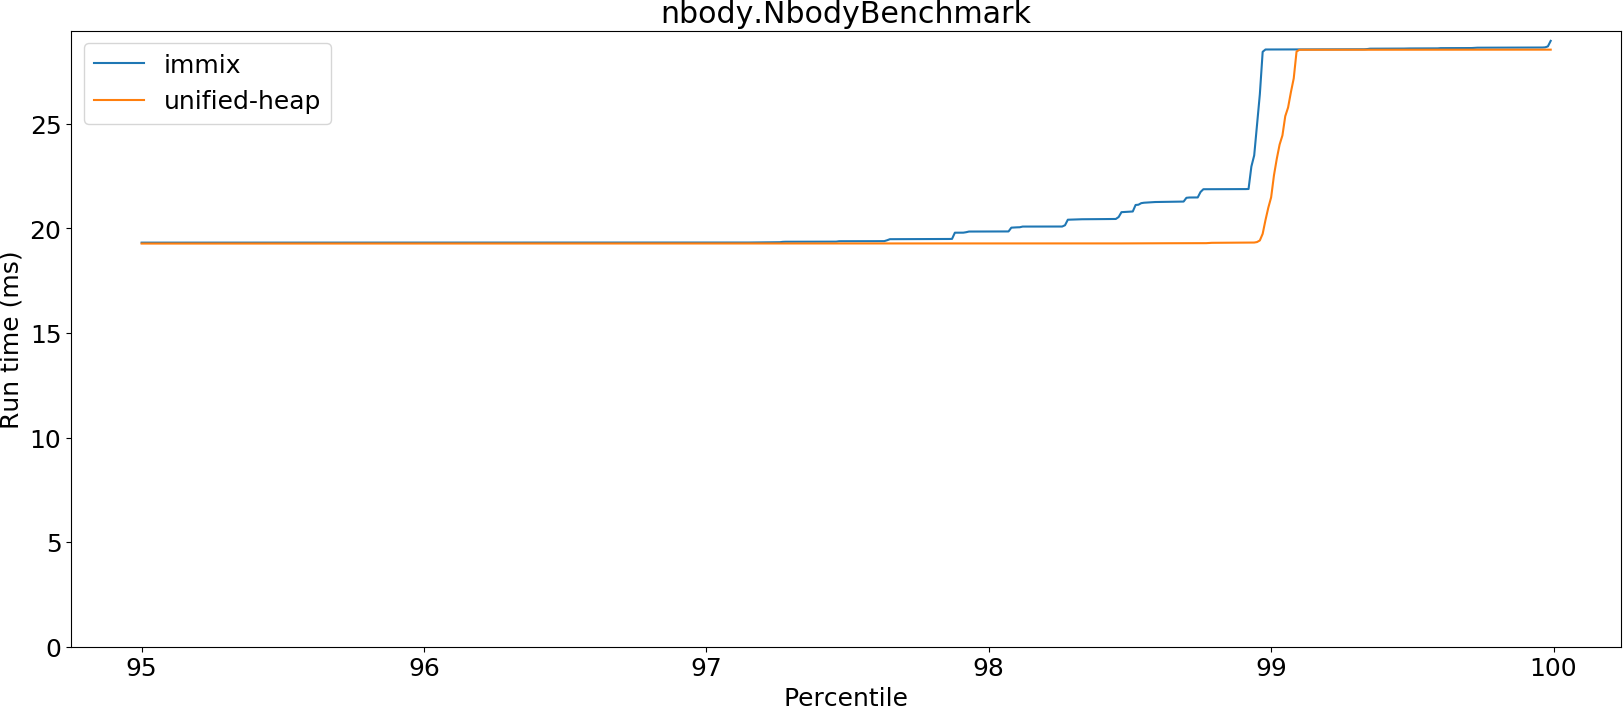 nbody.NbodyBenchmark
immix
unified-heap
Run time (ms)
25
20
15
10
5
0
95 96 97 98 99 100
Percentile